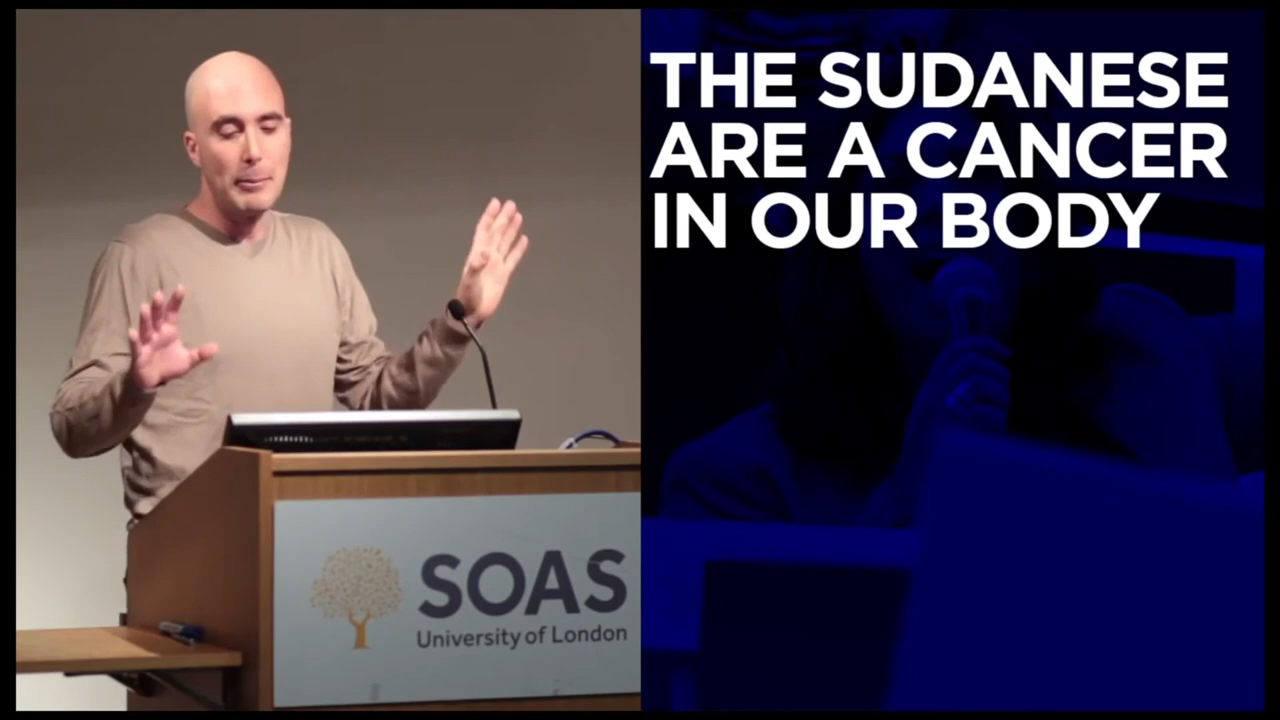 THE SUDANESE
ARE A CANCER
IN OUR BODY
SOAS
University of London